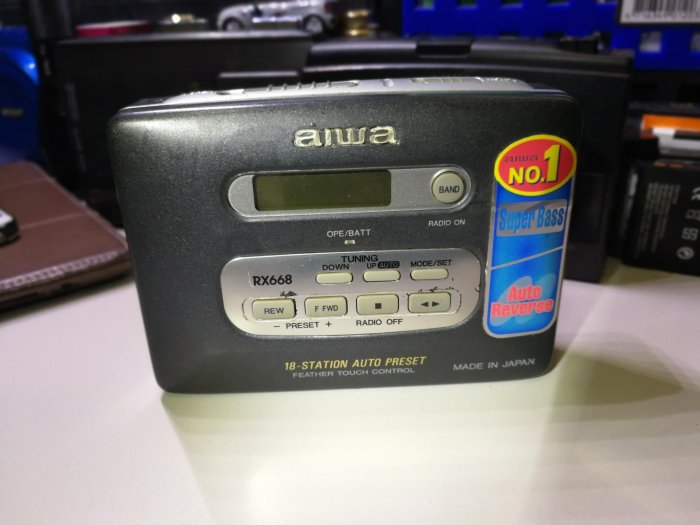 aiwa
BAND
RADIO ON
OPE/BATT
TUNING
DOWN
UP AUTO
MODE/SET
RX668
REW
F FWD
■
◄►
− PRESET +
RADIO OFF
18-STATION AUTO PRESET
FEATHER TOUCH CONTROL
MADE IN JAPAN
aiwa
NO.1
Super Bass
Auto
Reverse